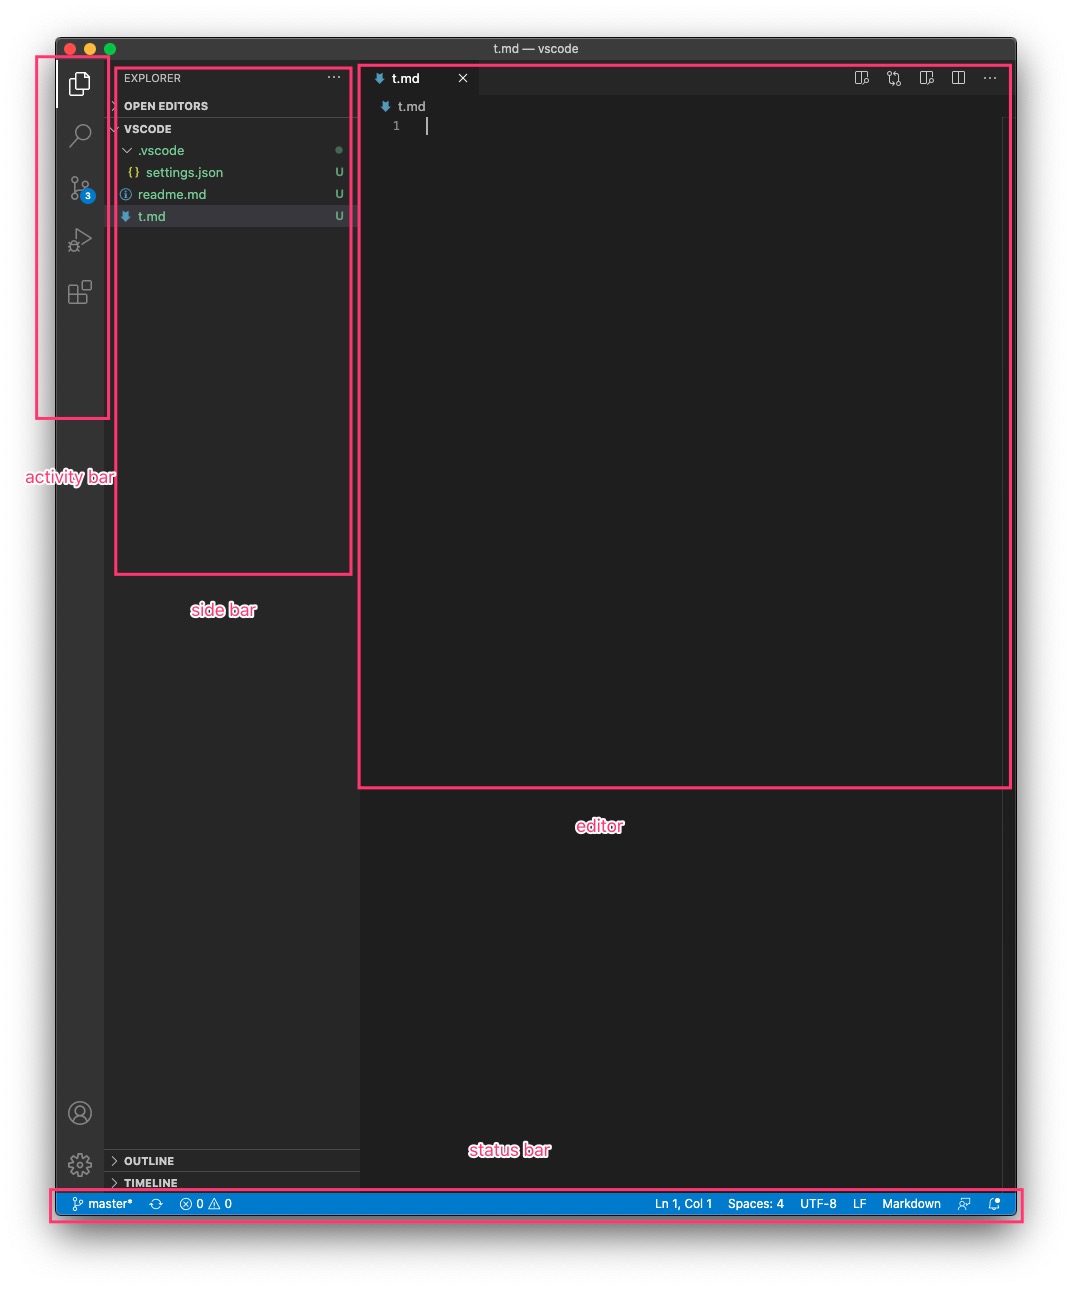 t.md — vscode
EXPLORER
OPEN EDITORS
VSCODE
.vscode
{} settings.json U
readme.md U
t.md U
t.md
t.md
1
3
activity bar
side bar
editor
status bar
OUTLINE
TIMELINE
master* 0 0 Ln 1, Col 1 Spaces: 4 UTF-8 LF Markdown